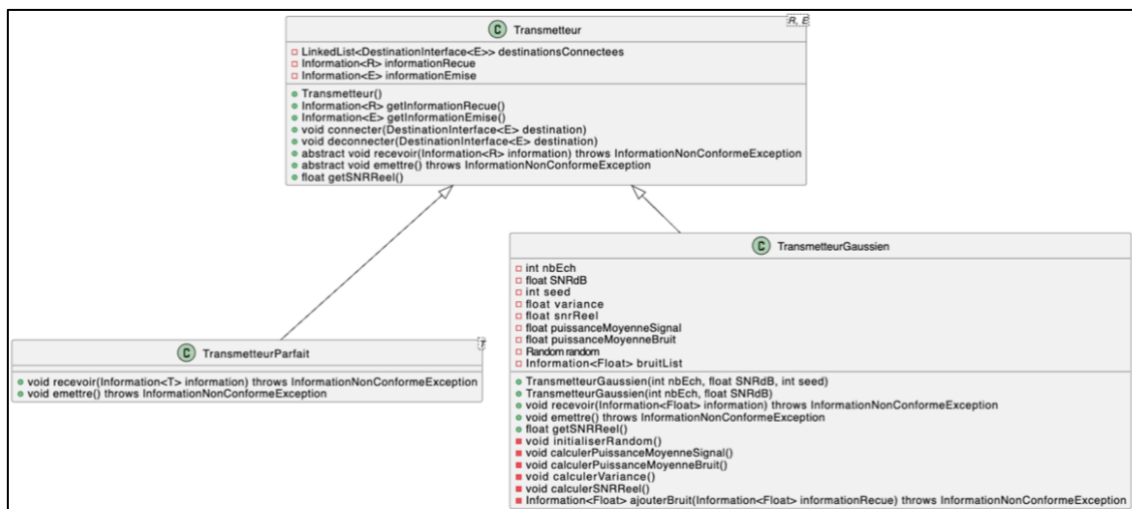 C Transmetteur R, E
LinkedList<DestinationInterface<E>> destinationsConnectees
Information<R> informationRecue
Information<E> informationEmise
Transmetteur()
Information<R> getInformationRecue()
Information<E> getInformationEmise()
void connecter(DestinationInterface<E> destination)
void deconnecter(DestinationInterface<E> destination)
abstract void recevoir(Information<R> information) throws InformationNonConformeException
abstract void emettre() throws InformationNonConformeException
float getSNRReel()
C TransmetteurParfait T
void recevoir(Information<T> information) throws InformationNonConformeException
void emettre() throws InformationNonConformeException
C TransmetteurGaussien
int nbEch
float SNRdB
int seed
float variance
float snrReel
float puissanceMoyenneSignal
float puissanceMoyenneBruit
Random random
Information<Float> bruitList
TransmetteurGaussien(int nbEch, float SNRdB, int seed)
TransmetteurGaussien(int nbEch, float SNRdB)
void recevoir(Information<Float> information) throws InformationNonConformeException
void emettre() throws InformationNonConformeException
float getSNRReel()
void initialiserRandom()
void calculerPuissanceMoyenneSignal()
void calculerPuissanceMoyenneBruit()
void calculerVariance()
void calculerSNRReel()
Information<Float> ajouterBruit(Information<Float> informationRecue) throws InformationNonConformeException